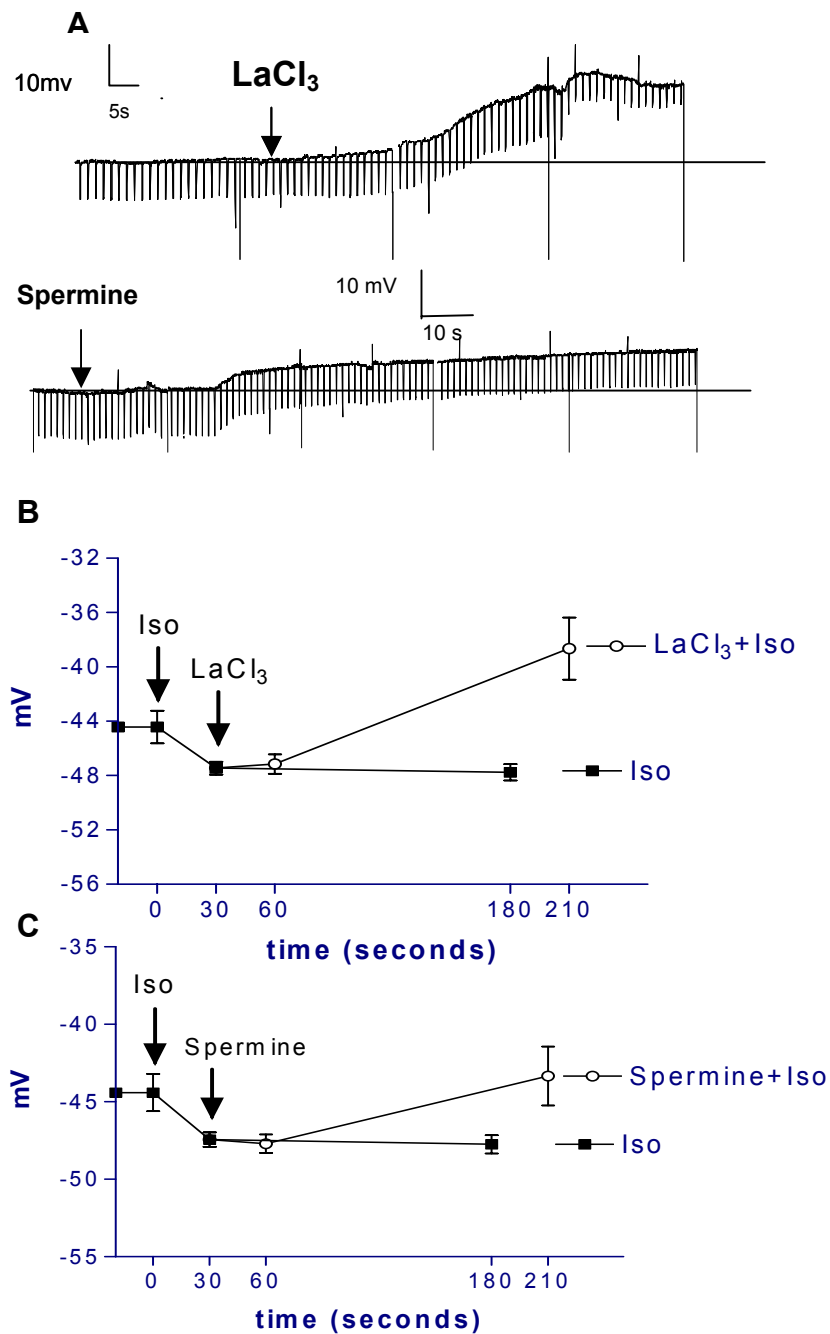 A
10mv
5s
LaCl₃
Spermine
10 mV
10 s
B
-32
-36
-40
-44
-48
-52
-56
mV
Iso
LaCl₃
LaCl₃+Iso
Iso
0 30 60 180 210
time (seconds)
C
-35
-40
-45
-50
-55
mV
Iso
Spermine
Spermine+Iso
Iso
0 30 60 180 210
time (seconds)